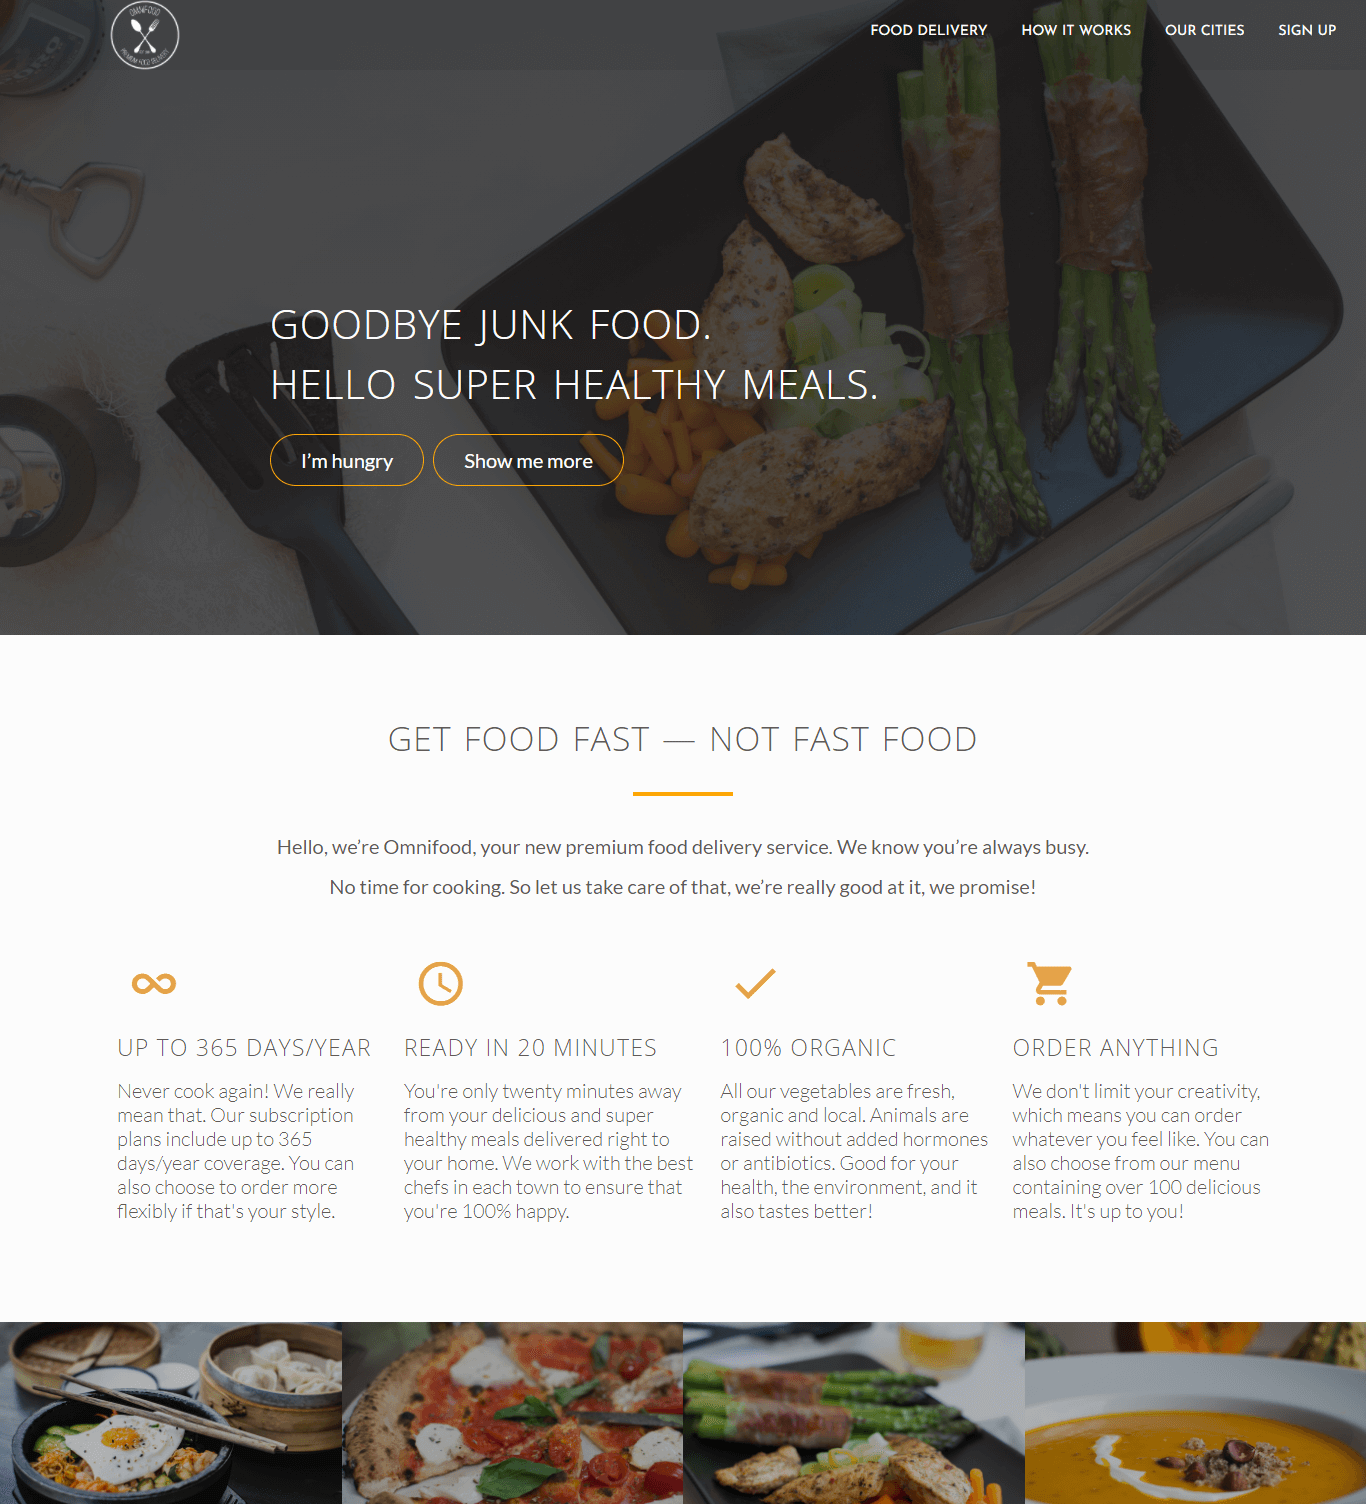 OMNIFOOD
PREMIUM FOOD DELIVERY
FOOD DELIVERY
HOW IT WORKS
OUR CITIES
SIGN UP
GOODBYE JUNK FOOD.
HELLO SUPER HEALTHY MEALS.
I’m hungry
Show me more
GET FOOD FAST — NOT FAST FOOD
Hello, we’re Omnifood, your new premium food delivery service. We know you’re always busy.
No time for cooking. So let us take care of that, we’re really good at it, we promise!
UP TO 365 DAYS/YEAR
Never cook again! We really
mean that. Our subscription
plans include up to 365
days/year coverage. You can
also choose to order more
flexibly if that's your style.
READY IN 20 MINUTES
You're only twenty minutes away
from your delicious and super
healthy meals delivered right to
your home. We work with the best
chefs in each town to ensure that
you're 100% happy.
100% ORGANIC
All our vegetables are fresh,
organic and local. Animals are
raised without added hormones
or antibiotics. Good for your
health, the environment, and it
also tastes better!
ORDER ANYTHING
We don't limit your creativity,
which means you can order
whatever you feel like. You can
also choose from our menu
containing over 100 delicious
meals. It's up to you!